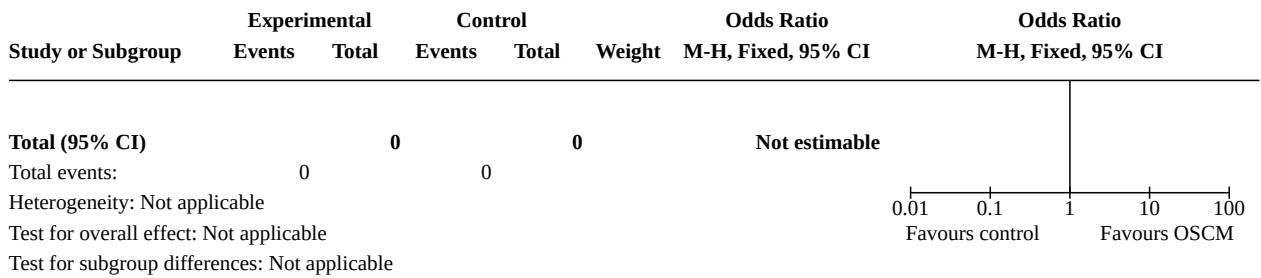 Experimental Control Odds Ratio Odds Ratio
Study or Subgroup Events Total Events Total Weight M-H, Fixed, 95% CI M-H, Fixed, 95% CI
Total (95% CI) 0 0 Not estimable
Total events: 0 0
Heterogeneity: Not applicable
0.01 0.1 1 10 100
Test for overall effect: Not applicable
Favours control Favours OSCM
Test for subgroup differences: Not applicable